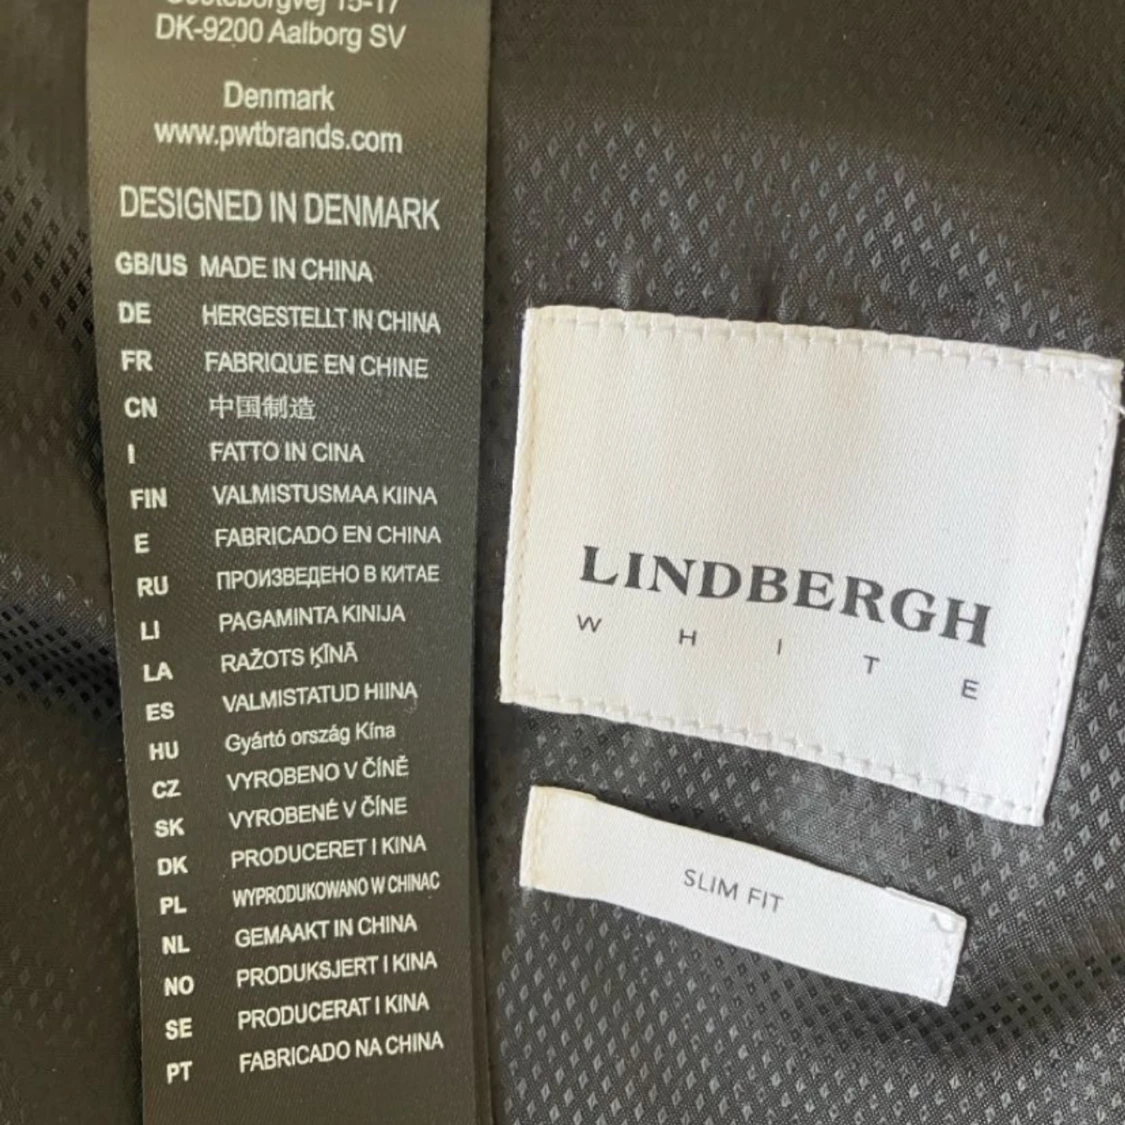 DK-9200 Aalborg SV
Denmark
www.pwtbrands.com
DESIGNED IN DENMARK
GB/US MADE IN CHINA
DE HERGESTELLT IN CHINA
FR FABRIQUE EN CHINE
CN 中国制造
I FATTO IN CINA
FIN VALMISTUSMAA KIINA
E FABRICADO EN CHINA
RU ПРОИЗВЕДЕНО В КИТАЕ
LI PAGAMINTA KINIJA
LA RAŽOTS ĶĪNĀ
ES VALMISTATUD HIINA
HU Gyártó ország Kína
CZ VYROBENO V ČÍNĚ
SK VYROBENÉ V ČÍNE
DK PRODUCERET I KINA
PL WYPRODUKOWANO W CHINAC
NL GEMAAKT IN CHINA
NO PRODUKSJERT I KINA
SE PRODUCERAT I KINA
PT FABRICADO NA CHINA
LINDBERGH
WHITE
SLIM FIT